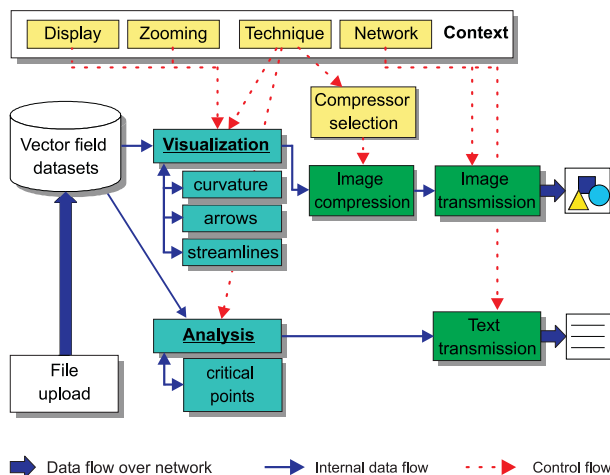 Display Zooming Technique Network Context
Compressor
selection
Vector field
datasets
Visualization
curvature
arrows
streamlines
Image
compression
Image
transmission
Analysis
critical
points
Text
transmission
File
upload
Data flow over network Internal data flow Control flow